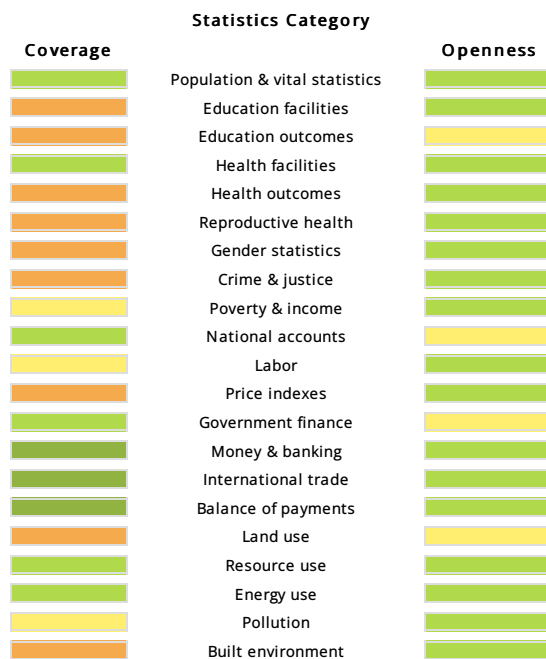 Statistics Category
Coverage
Openness
Population & vital statistics
Education facilities
Education outcomes
Health facilities
Health outcomes
Reproductive health
Gender statistics
Crime & justice
Poverty & income
National accounts
Labor
Price indexes
Government finance
Money & banking
International trade
Balance of payments
Land use
Resource use
Energy use
Pollution
Built environment